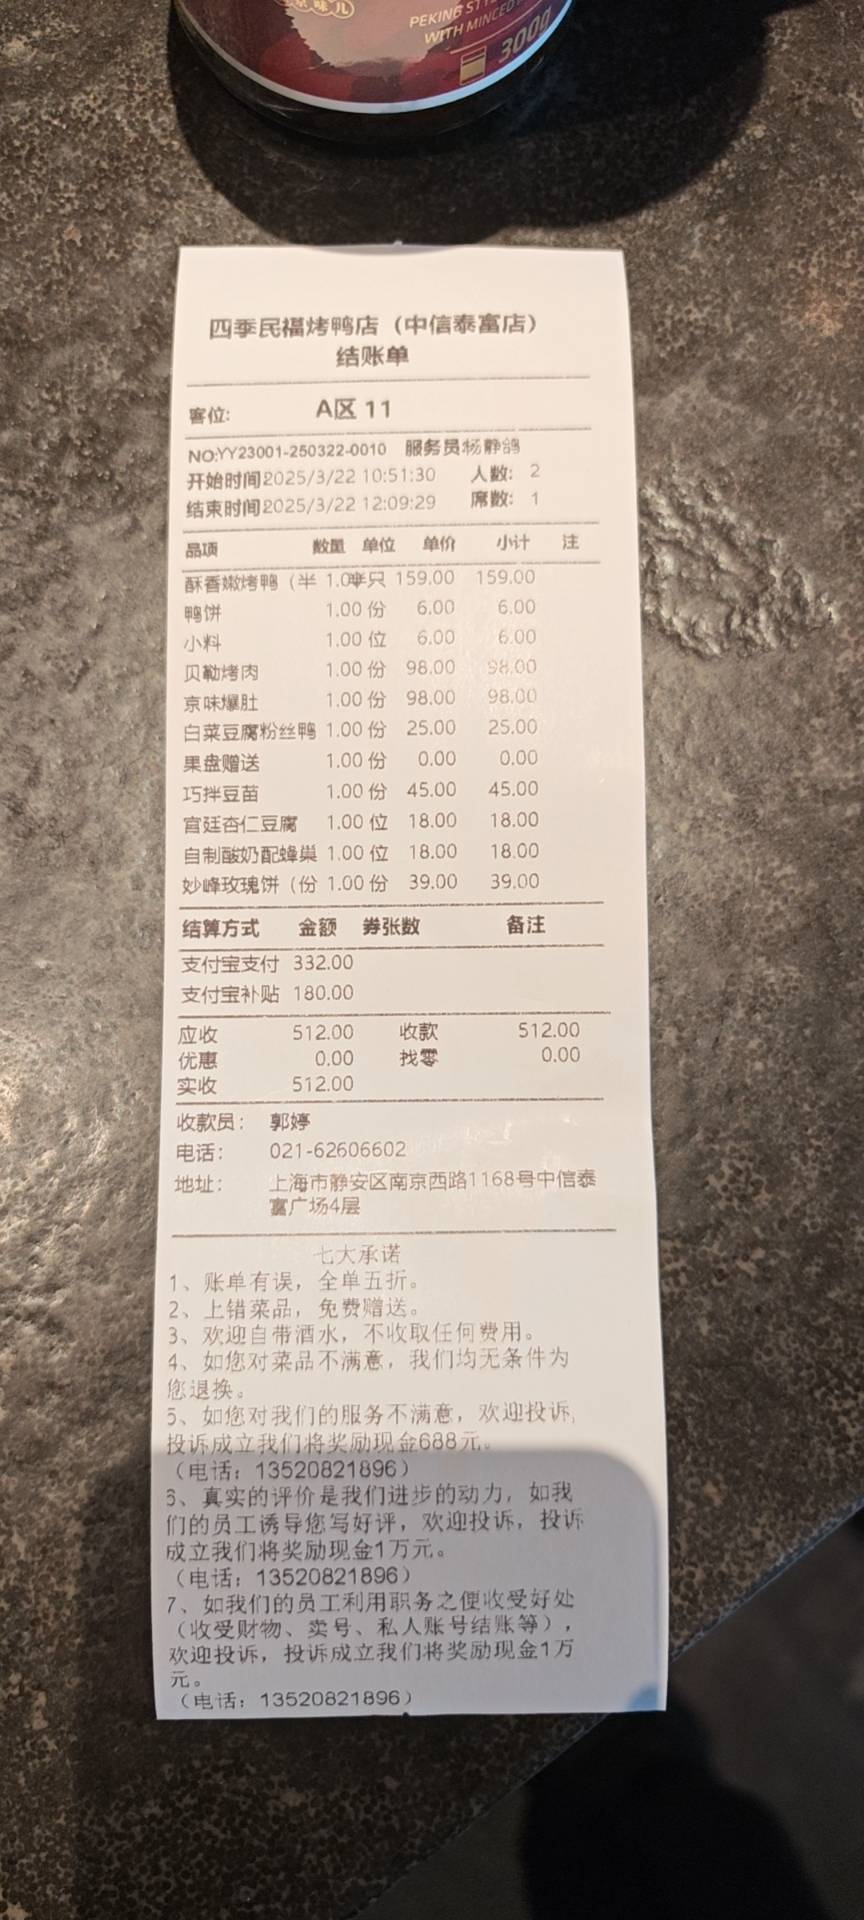 京味儿
PEKING
WITH MINCED
300g
四季民福烤鸭店（中信泰富店）
结账单
客位: A区 11
NO:YY23001-250322-0010 服务员杨静鸽
开始时间2025/3/22 10:51:30 人数: 2
结束时间2025/3/22 12:09:29 席数: 1
品项 数量 单位 单价 小计 注
酥香嫩烤鸭（半 1.00半只 159.00 159.00
鸭饼 1.00 份 6.00 6.00
小料 1.00 位 6.00 6.00
贝勒烤肉 1.00 份 98.00 98.00
京味爆肚 1.00 份 98.00 98.00
白菜豆腐粉丝鸭 1.00 份 25.00 25.00
果盘赠送 1.00 份 0.00 0.00
巧拌豆苗 1.00 份 45.00 45.00
宫廷杏仁豆腐 1.00 位 18.00 18.00
自制酸奶配蜂巢 1.00 位 18.00 18.00
妙峰玫瑰饼（份 1.00 份 39.00 39.00
结算方式 金额 券张数 备注
支付宝支付 332.00
支付宝补贴 180.00
应收 512.00 收款 512.00
优惠 0.00 找零 0.00
实收 512.00
收款员: 郭婷
电话: 021-62606602
地址: 上海市静安区南京西路1168号中信泰
富广场4层
七大承诺
1、账单有误，全单五折。
2、上错菜品，免费赠送。
3、欢迎自带酒水，不收取任何费用。
4、如您对菜品不满意，我们均无条件为
您退换。
5、如您对我们的服务不满意，欢迎投诉，
投诉成立我们将奖励现金688元。
（电话：13520821896）
6、真实的评价是我们进步的动力，如我
们的员工诱导您写好评，欢迎投诉，投诉
成立我们将奖励现金1万元。
（电话：13520821896）
7、如我们的员工利用职务之便收受好处
（收受财物、卖号、私人账号结账等），
欢迎投诉，投诉成立我们将奖励现金1万
元。
（电话：13520821896）